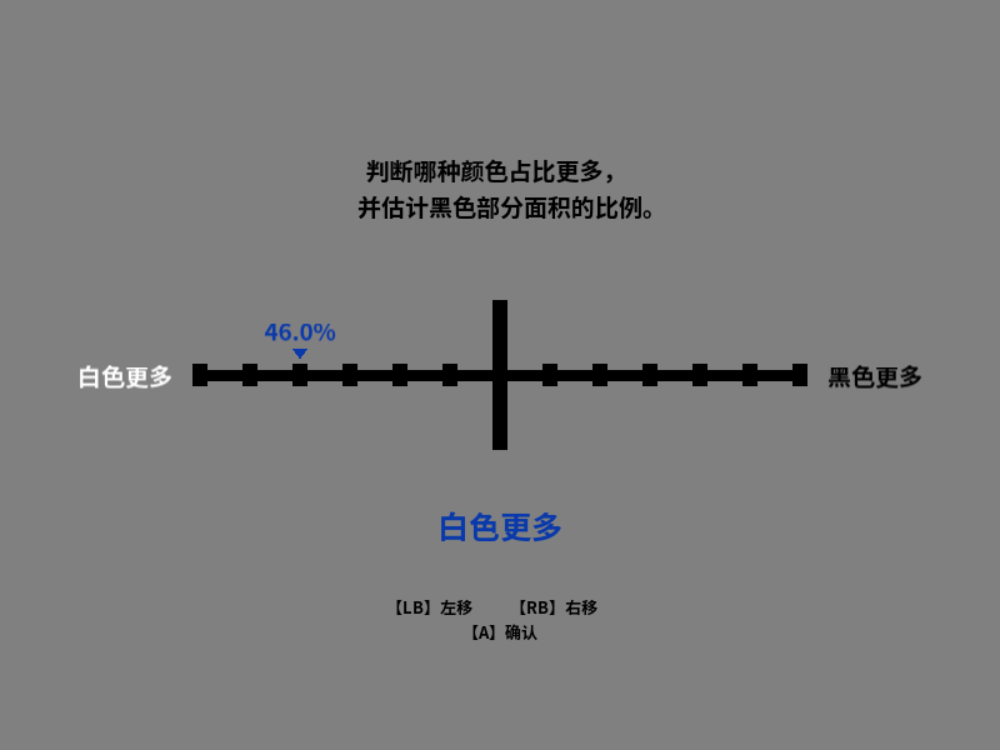 判断哪种颜色占比更多，
并估计黑色部分面积的比例。
46.0%
白色更多
黑色更多
白色更多
【LB】左移 【RB】右移
【A】确认